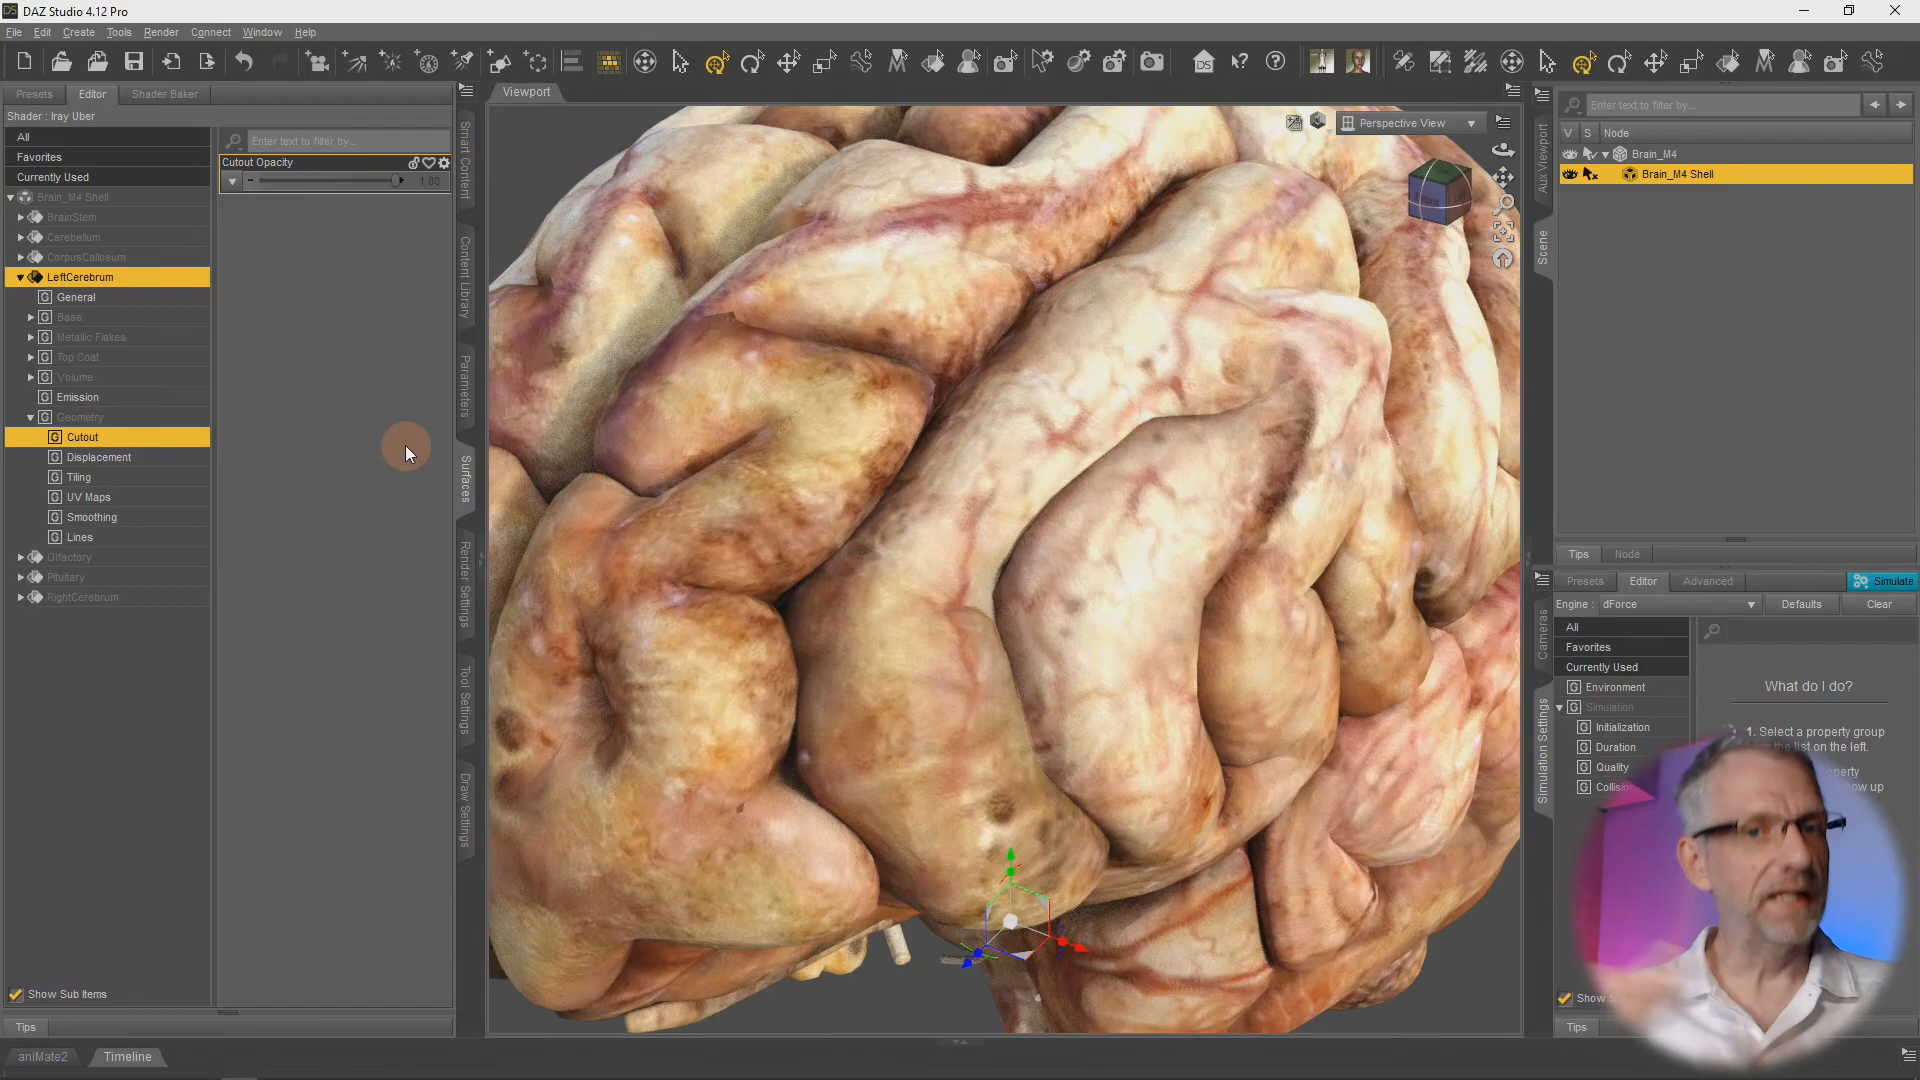 DAZ Studio 4.12 Pro
File Edit Create Tools Render Connect Window Help
Presets Editor Shader Baker
Shader : Iray Uber
All
Favorites
Currently Used
Brain_M4 Shell
BrainStem
Cerebellum
CorpusCallosum
LeftCerebrum
General
Base
Metallic Flakes
Top Coat
Volume
Emission
Geometry
Cutout
Displacement
Tiling
UV Maps
Smoothing
Lines
Olfactory
Pituitary
RightCerebrum
Show Sub Items
Tips
Enter text to filter by...
Cutout Opacity
1.00
Smart Content
Content Library
Parameters
Surfaces
Render Settings
Tool Settings
Draw Settings
Viewport
Perspective View
Aux Viewport
Scene
Enter text to filter by...
V S Node
Brain_M4
Brain_M4 Shell
Tips Node
Cameras
Simulation Settings
Presets Editor Advanced Simulate
Engine : dForce Defaults Clear
All
Favorites
Currently Used
Environment
Simulation
Initialization
Duration
Quality
What do I do?
1. Select a property group
the list on the left.
Show
Tips
aniMate2 Timeline